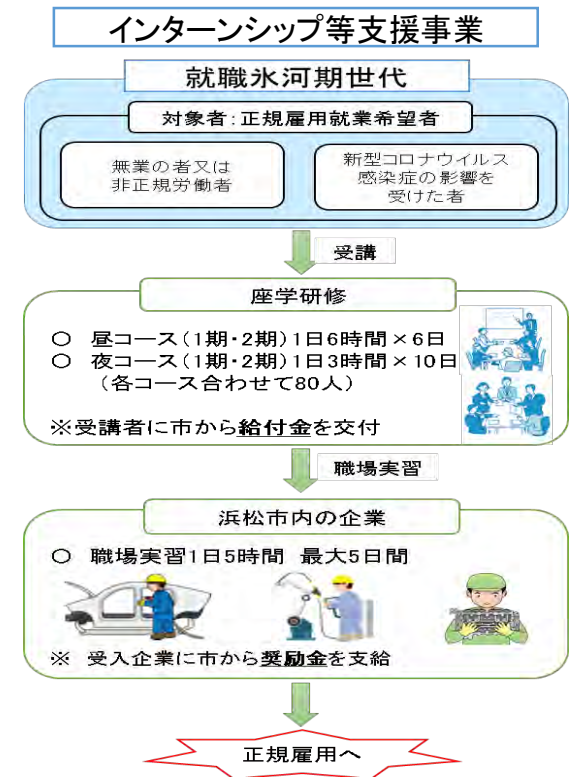 インターンシップ等支援事業
就職氷河期世代
対象者:正規雇用就業希望者
無業の者又は
非正規労働者
新型コロナウイルス
感染症の影響を
受けた者
受講
座学研修
○ 昼コース(1期・2期)1日6時間×6日
○ 夜コース(1期・2期)1日3時間×10日
(各コース合わせて80人)
※受講者に市から給付金を交付
職場実習
浜松市内の企業
○ 職場実習1日5時間 最大5日間
※ 受入企業に市から奨励金を支給
正規雇用へ